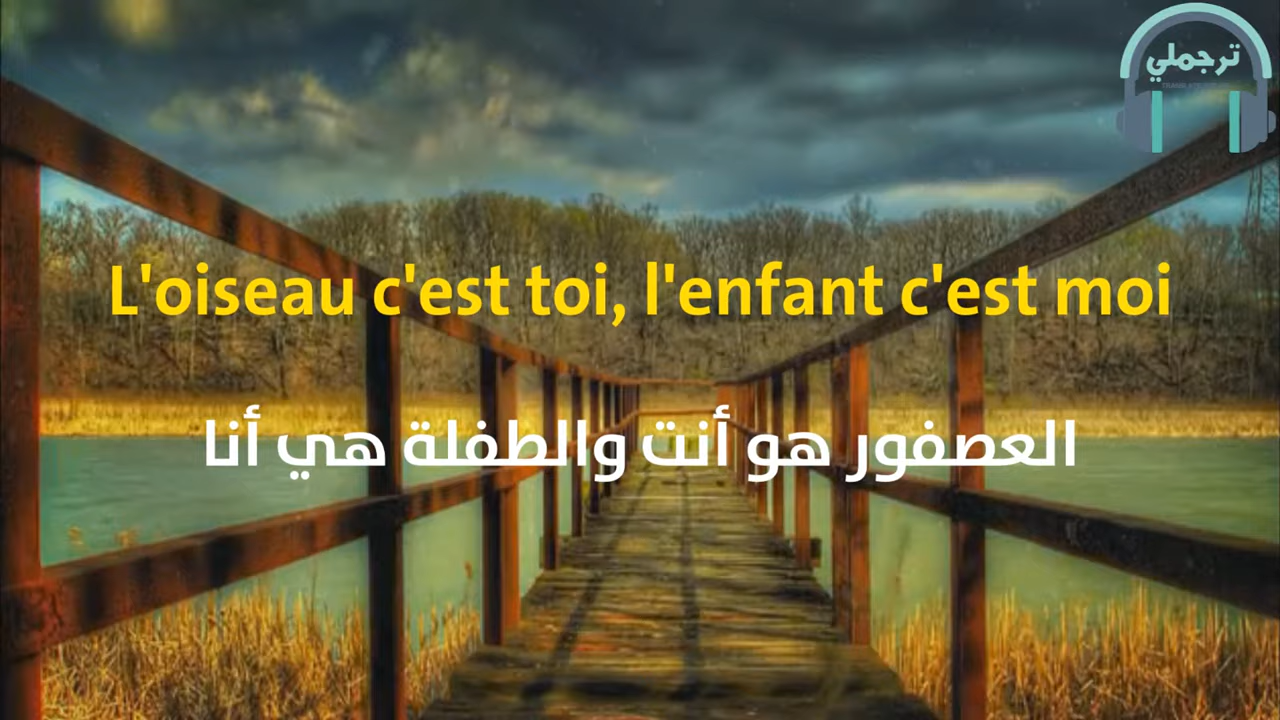 ترجملي
L'oiseau c'est toi, l'enfant c'est moi
العصفور هو أنت والطفلة هي أنا